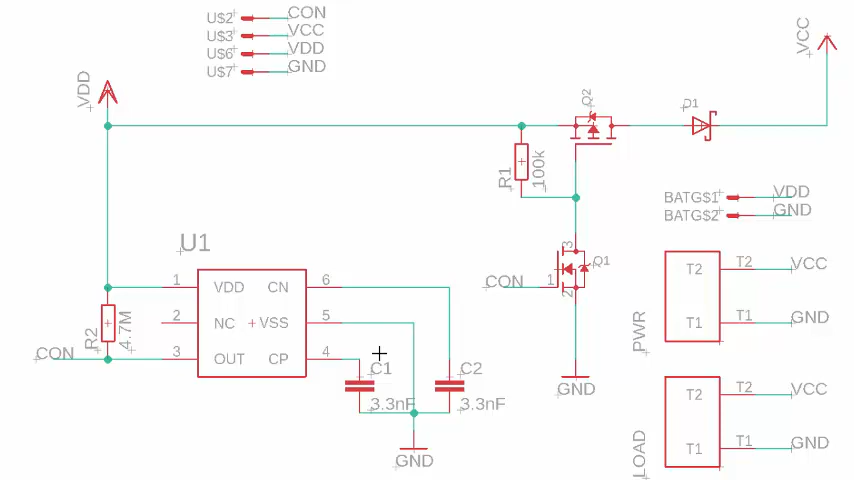 U$2 CON
U$3 VCC
U$6 VDD
U$7 GND
VDD
VCC
Q2
D1
R1
100k
BATG$1 VDD
BATG$2 GND
U1
3
Q1
CON 1
2
T2 T2 VCC
T1 T1 GND
PWR
1 VDD CN 6
2 NC VSS 5
3 OUT CP 4
R2
4.7M
CON
C1
3.3nF
C2
3.3nF
GND
GND
T2 T2 VCC
T1 T1 GND
LOAD